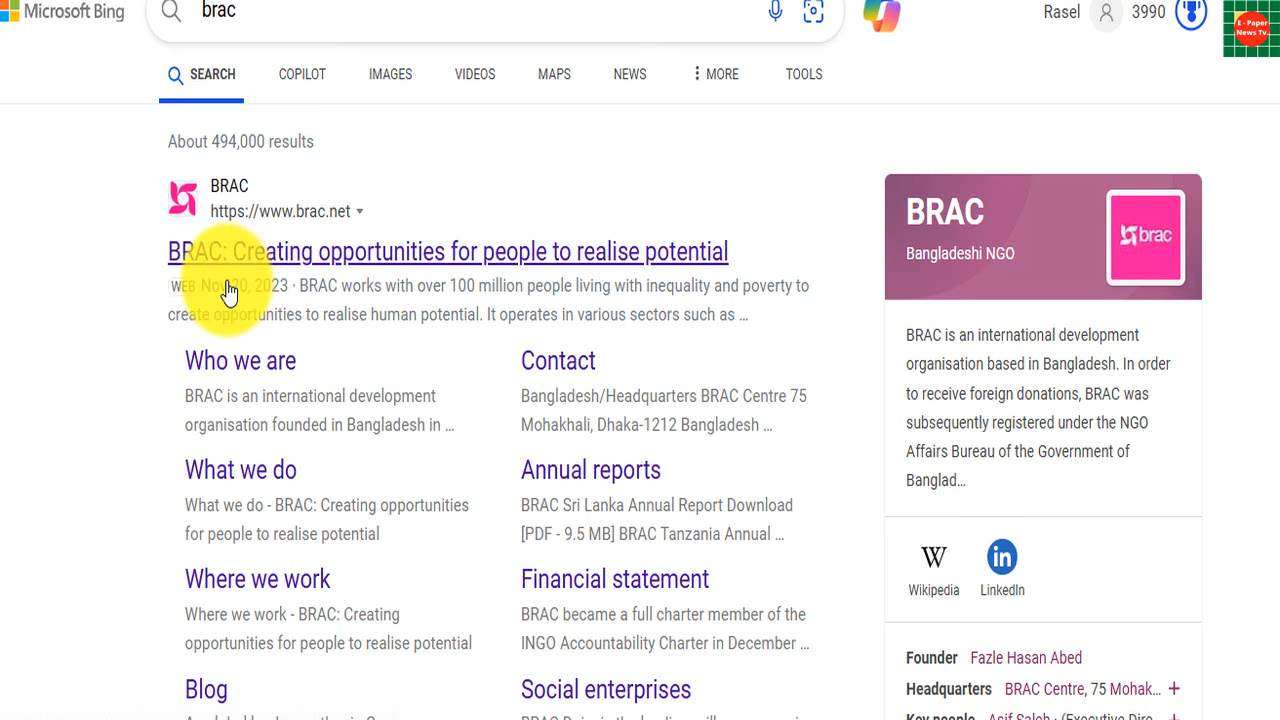 Microsoft Bing
brac
Rasel
3990
E - Paper
News Tv.
SEARCH
COPILOT
IMAGES
VIDEOS
MAPS
NEWS
MORE
TOOLS
About 494,000 results
BRAC
https://www.brac.net
BRAC: Creating opportunities for people to realise potential
WEB Nov 20, 2023 · BRAC works with over 100 million people living with inequality and poverty to
create opportunities to realise human potential. It operates in various sectors such as ...
Who we are
BRAC is an international development
organisation founded in Bangladesh in ...
Contact
Bangladesh/Headquarters BRAC Centre 75
Mohakhali, Dhaka-1212 Bangladesh ...
What we do
What we do - BRAC: Creating opportunities
for people to realise potential
Annual reports
BRAC Sri Lanka Annual Report Download
[PDF - 9.5 MB] BRAC Tanzania Annual ...
Where we work
Where we work - BRAC: Creating
opportunities for people to realise potential
Financial statement
BRAC became a full charter member of the
INGO Accountability Charter in December ...
Blog
Social enterprises
BRAC
Bangladeshi NGO
brac
BRAC is an international development
organisation based in Bangladesh. In order
to receive foreign donations, BRAC was
subsequently registered under the NGO
Affairs Bureau of the Government of
Banglad...
W
in
Wikipedia
LinkedIn
Founder Fazle Hasan Abed
Headquarters BRAC Centre, 75 Mohak... +
Key people Asif Saleh · (Executive Dire...